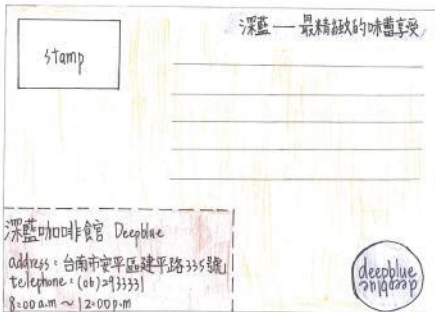 stamp
深藍——最精緻的味蕾享受
深藍咖啡館 Deepblue
address：台南市安平區建平路335號
telephone：(06)2933331
8:00 a.m ~ 12:00 p.m
deepblue
deepblue